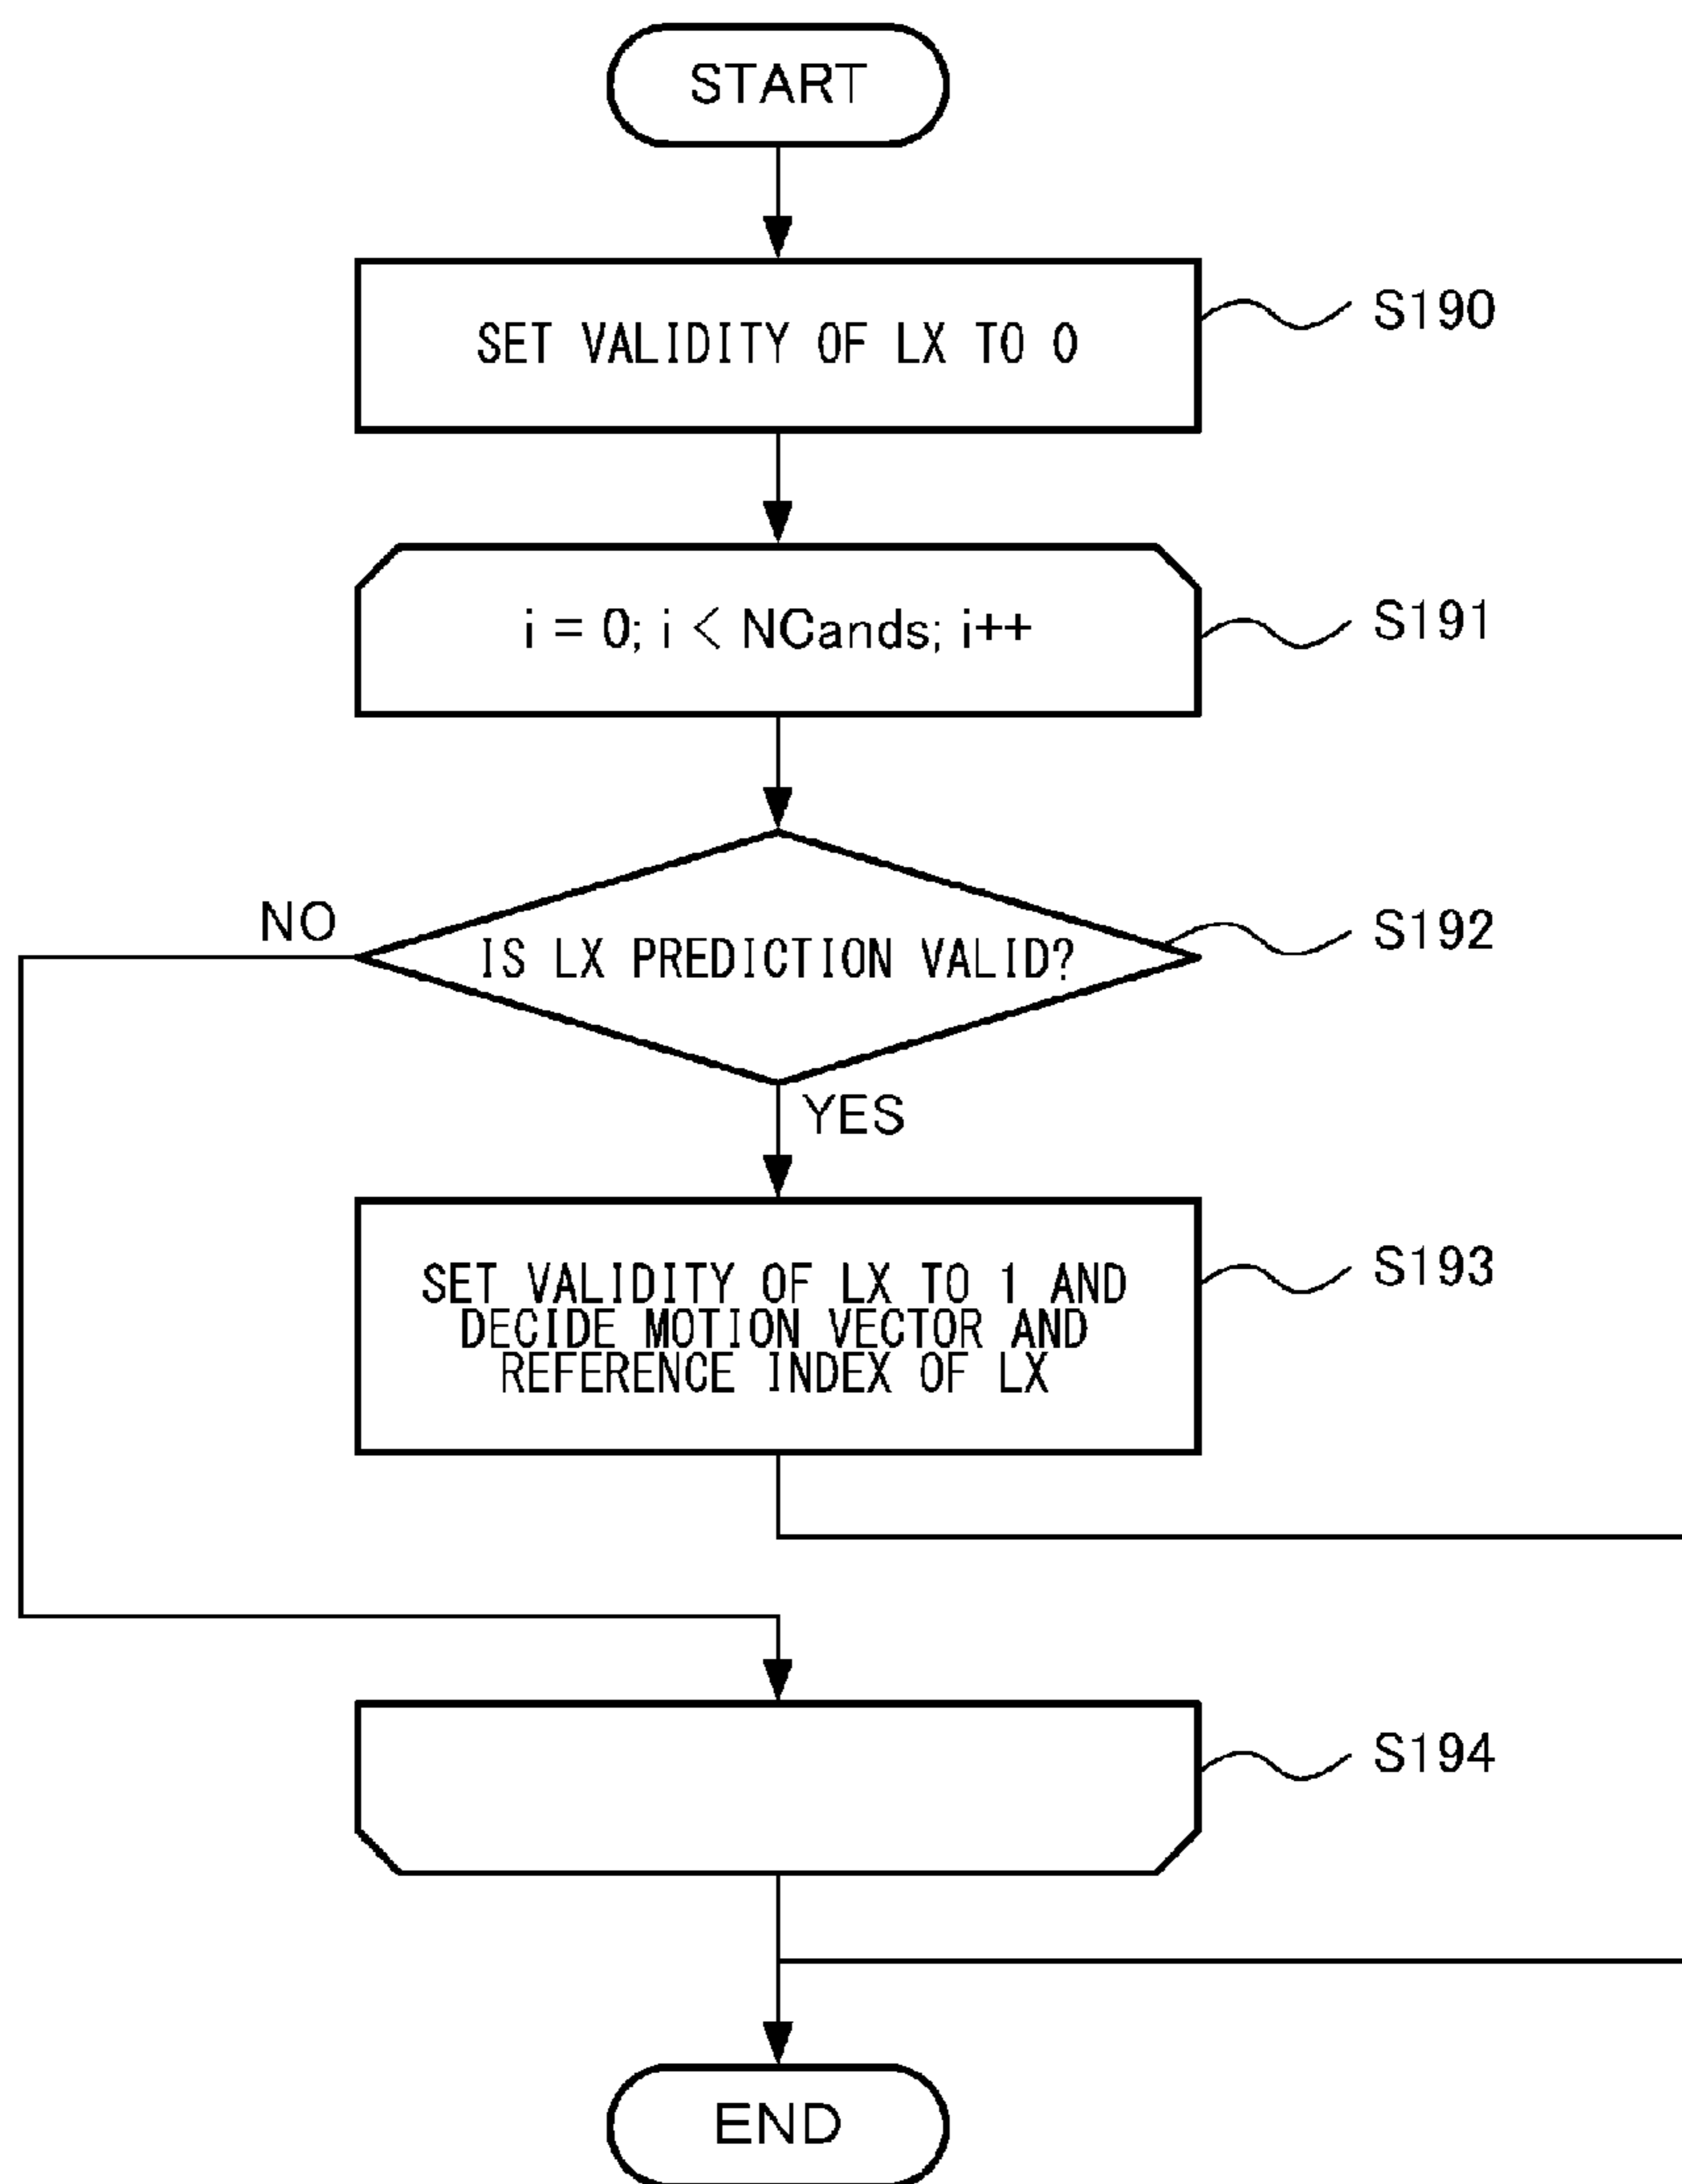 START
SET VALIDITY OF LX TO 0
S190
i = 0; i < NCands; i++
S191
NO
IS LX PREDICTION VALID?
S192
YES
SET VALIDITY OF LX TO 1 AND
DECIDE MOTION VECTOR AND
REFERENCE INDEX OF LX
S193
S194
END